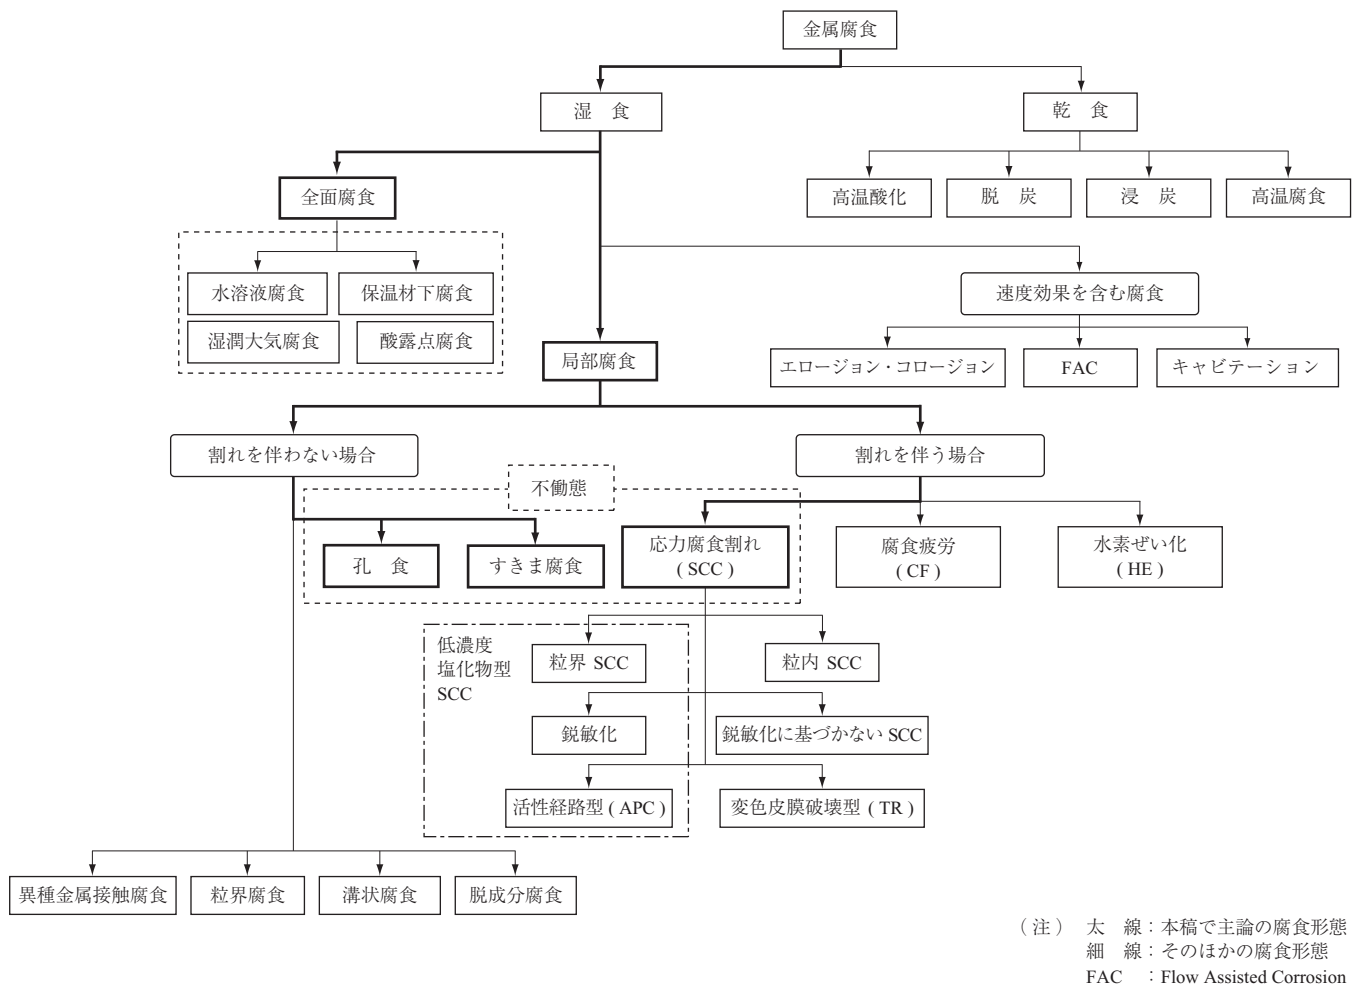 金属腐食
湿　食
乾　食
全面腐食
高温酸化
脱　炭
浸　炭
高温腐食
水溶液腐食
保温材下腐食
湿潤大気腐食
酸露点腐食
速度効果を含む腐食
局部腐食
エロージョン・コロージョン
FAC
キャビテーション
割れを伴わない場合
割れを伴う場合
不働態
孔　食
すきま腐食
応力腐食割れ
( SCC )
腐食疲労
( CF )
水素ぜい化
( HE )
低濃度
塩化物型
SCC
粒界 SCC
粒内 SCC
鋭敏化
鋭敏化に基づかない SCC
活性経路型 ( APC )
変色皮膜破壊型 ( TR )
異種金属接触腐食
粒界腐食
溝状腐食
脱成分腐食
（ 注 ）　太　線：本稿で主論の腐食形態
細　線：そのほかの腐食形態
FAC　：Flow Assisted Corrosion